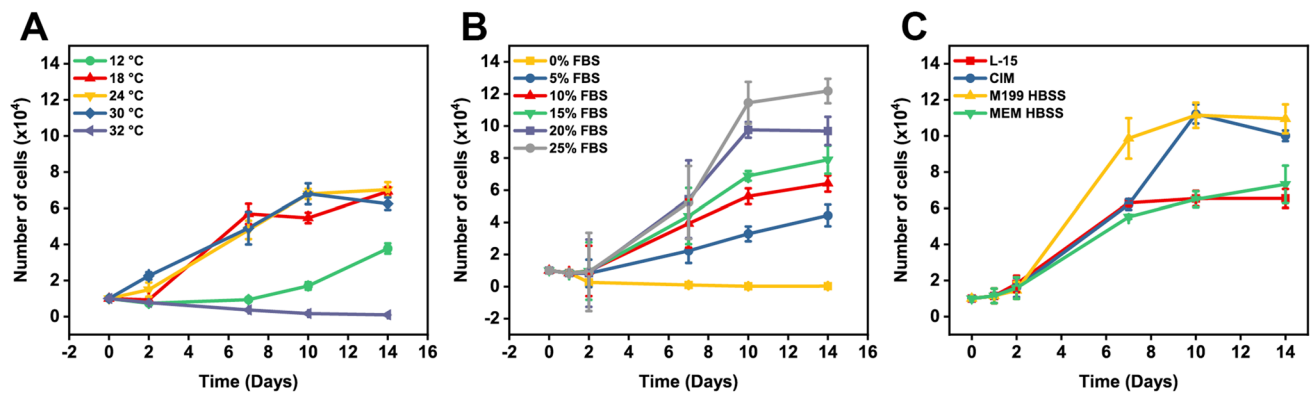 A
Number of cells (x10⁴)
14
12
10
8
6
4
2
0
12 °C
18 °C
24 °C
30 °C
32 °C
-2 0 2 4 6 8 10 12 14 16
Time (Days)
B
Number of cells (x10⁴)
14
12
10
8
6
4
2
0
-2
0% FBS
5% FBS
10% FBS
15% FBS
20% FBS
25% FBS
-2 0 2 4 6 8 10 12 14 16
Time (Days)
C
Number of cells (x10⁴)
14
12
10
8
6
4
2
0
L-15
CIM
M199 HBSS
MEM HBSS
0 2 4 6 8 10 12 14
Time (Days)